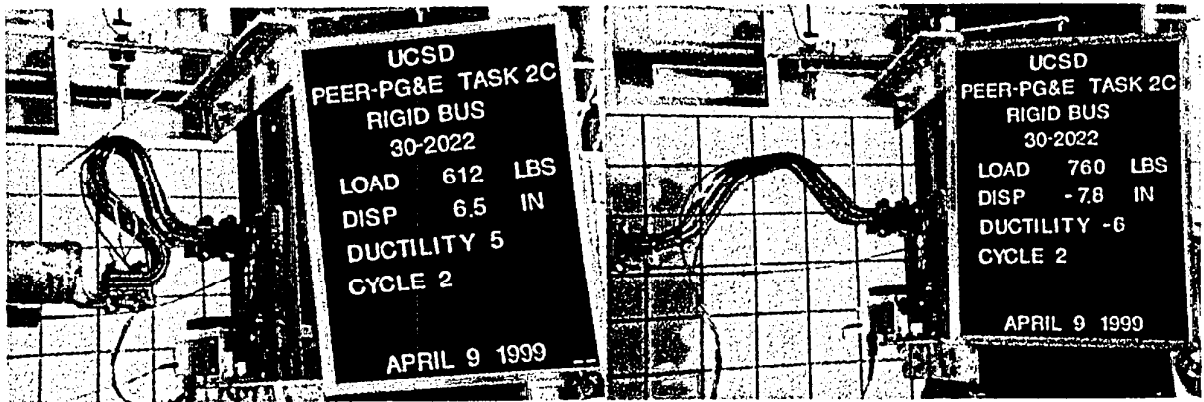 UCSD
PEER-PG&E TASK 2C
RIGID BUS
30-2022
LOAD 612 LBS
DISP 6.5 IN
DUCTILITY 5
CYCLE 2
APRIL 9 1999
UCSD
PEER-PG&E TASK 2C
RIGID BUS
30-2022
LOAD 760 LBS
DISP -7.8 IN
DUCTILITY -6
CYCLE 2
APRIL 9 1999